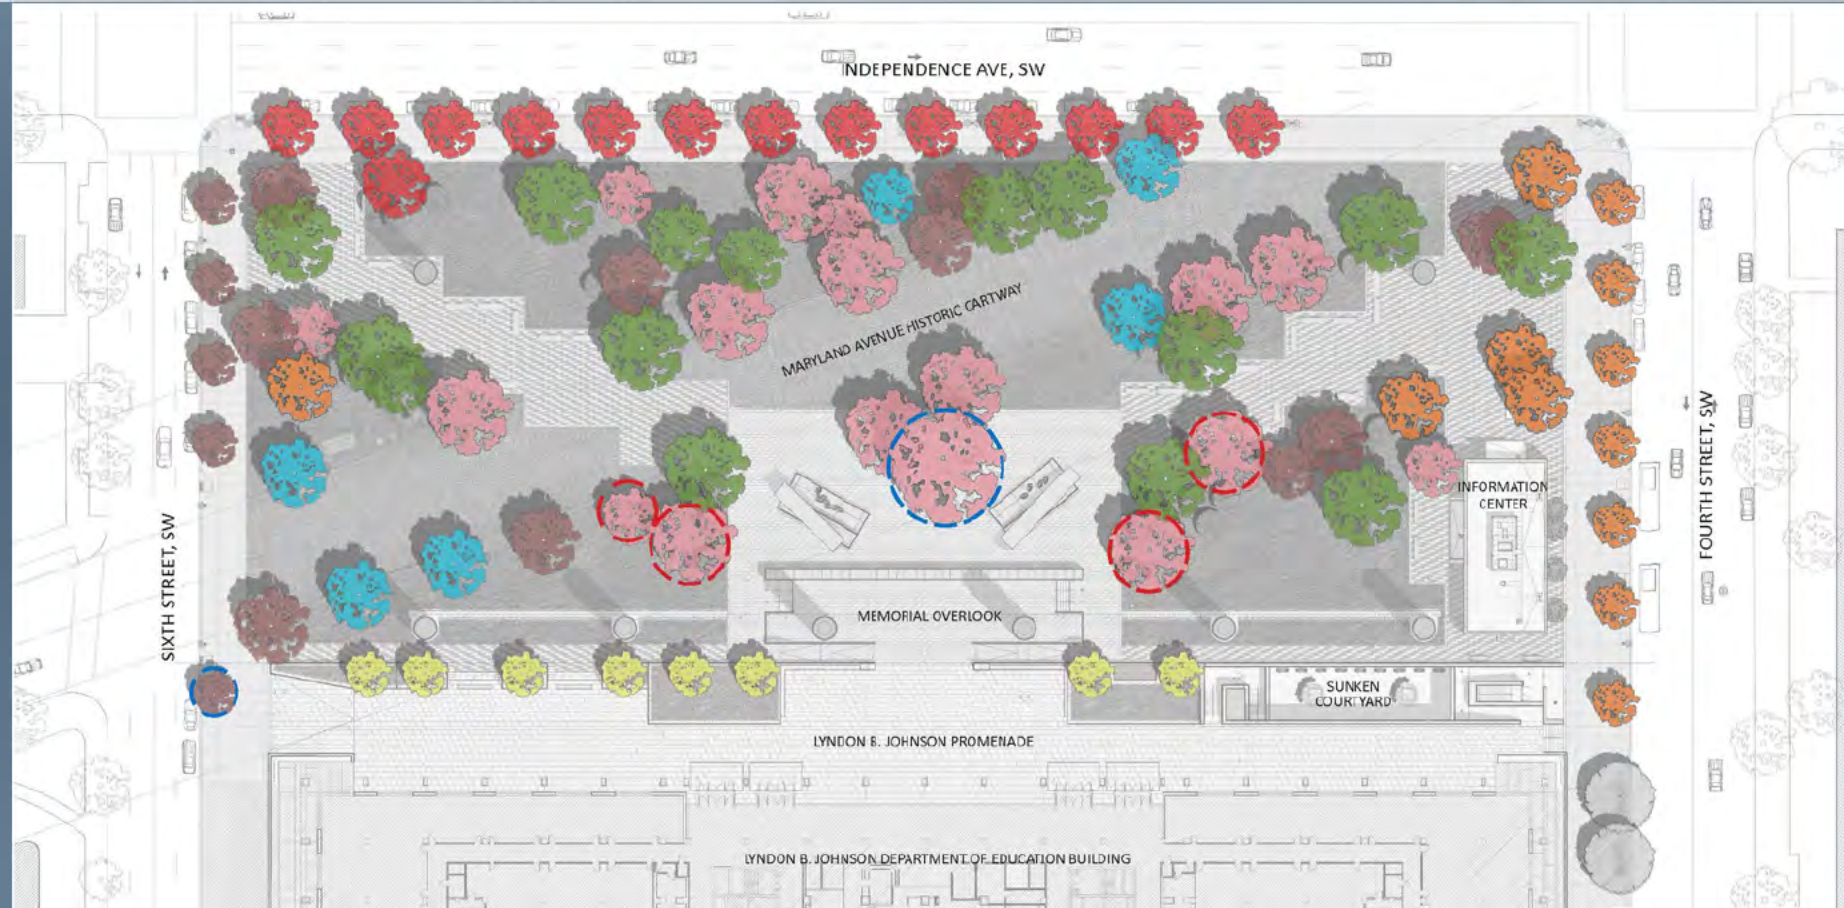 INDEPENDENCE AVE, SW
MARYLAND AVENUE HISTORIC CARTWAY
SIXTH STREET, SW
FOURTH STREET, SW
INFORMATION
CENTER
MEMORIAL OVERLOOK
SUNKEN
COURTYARD
LYNDON B. JOHNSON PROMENADE
LYNDON B. JOHNSON DEPARTMENT OF EDUCATION BUILDING